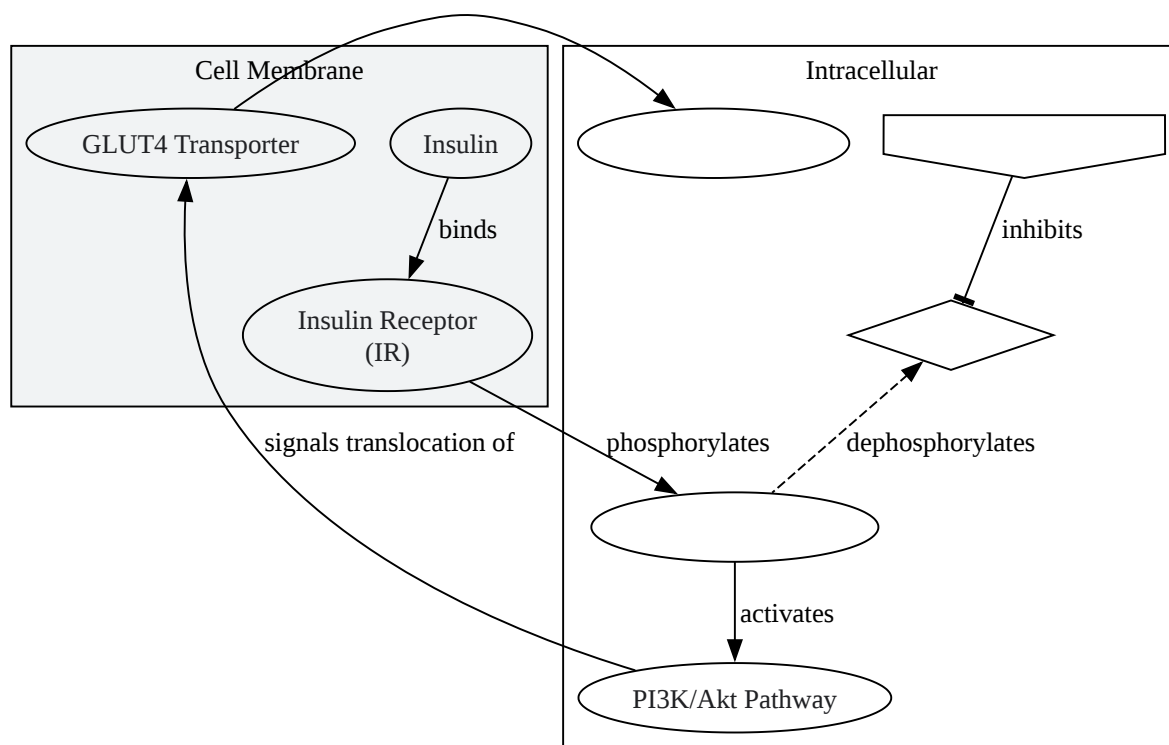 Cell Membrane
Intracellular
GLUT4 Transporter
Insulin
binds
inhibits
Insulin Receptor
(IR)
signals translocation of
phosphorylates
dephosphorylates
activates
PI3K/Akt Pathway